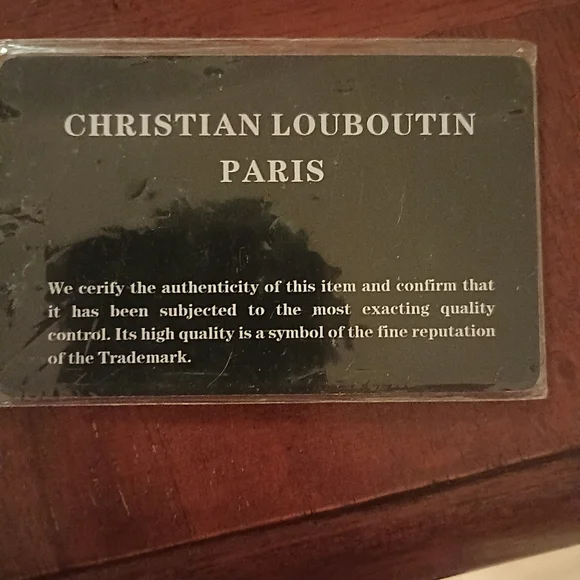 CHRISTIAN LOUBOUTIN
PARIS
We cerify the authenticity of this item and confirm that
it has been subjected to the most exacting quality
control. Its high quality is a symbol of the fine reputation
of the Trademark.